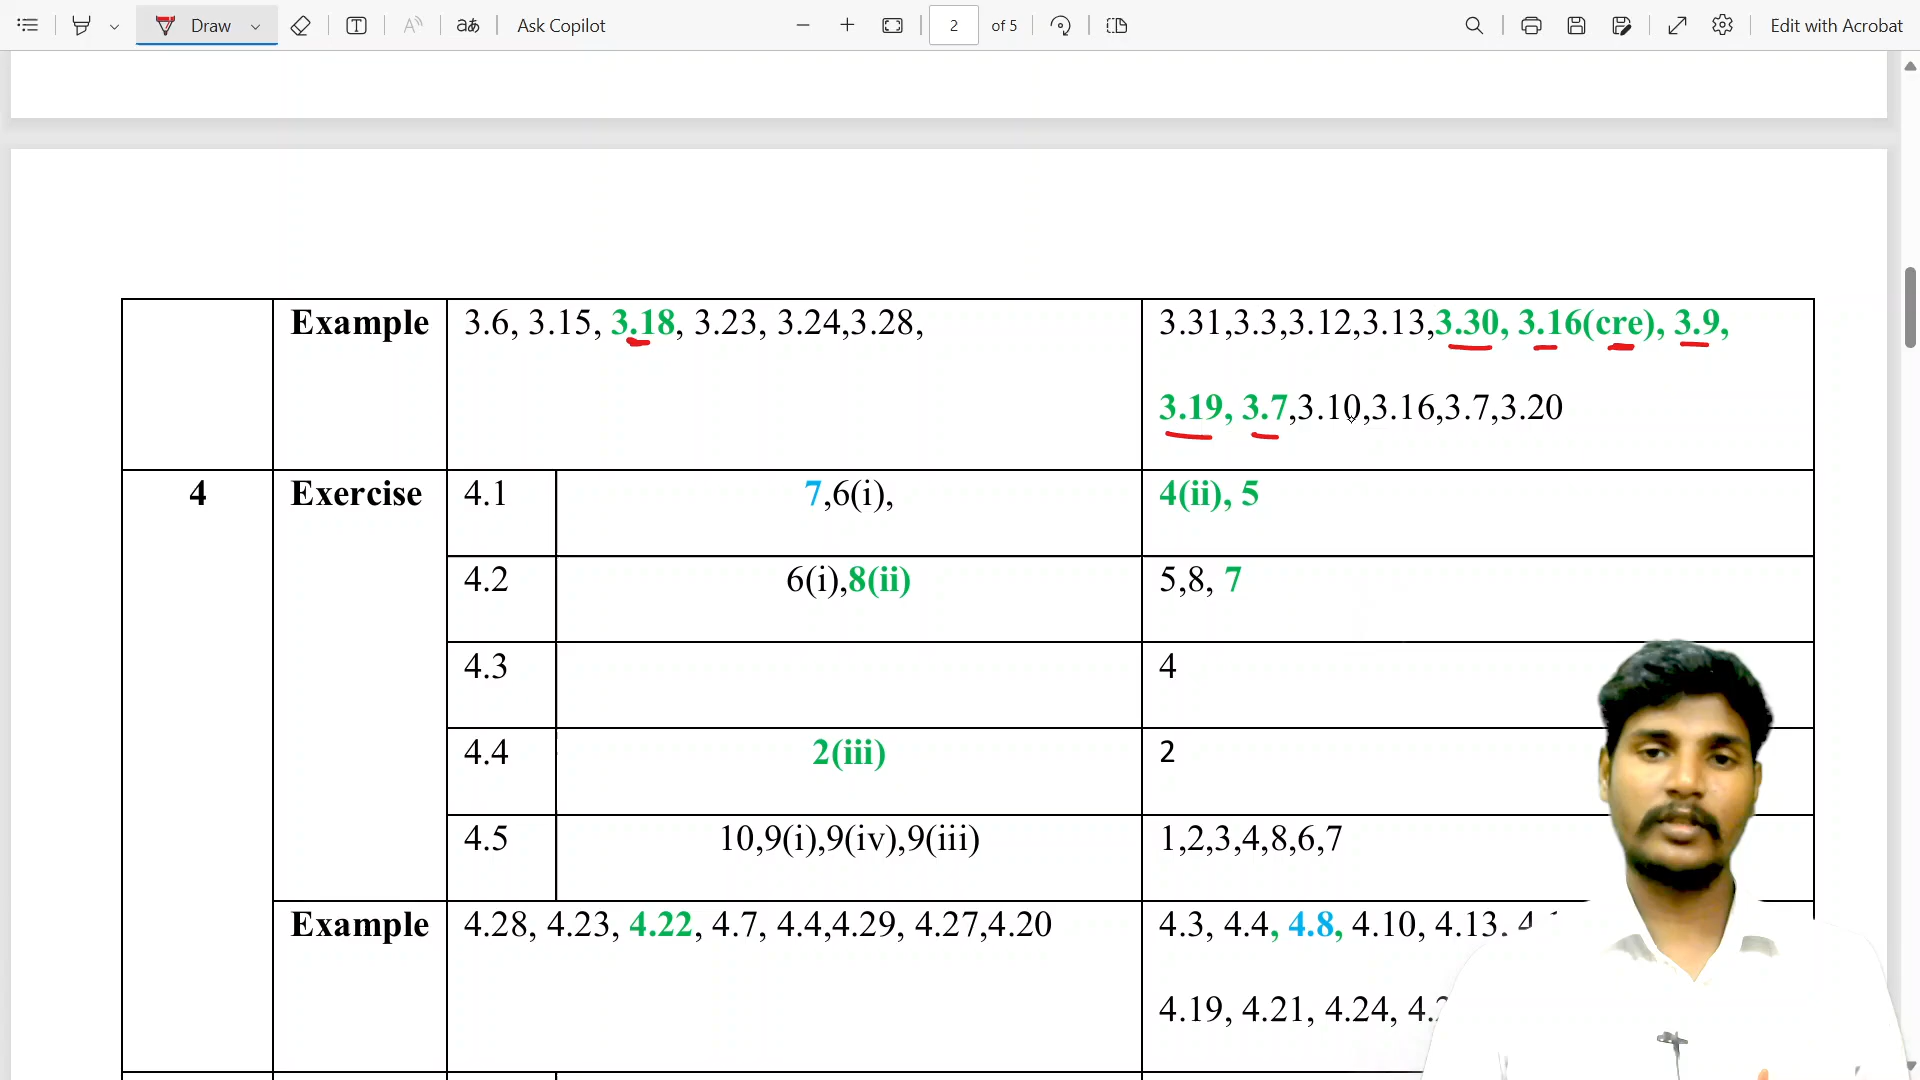 Draw
Ask Copilot
2 of 5
Edit with Acrobat
Example 3.6, 3.15, 3.18, 3.23, 3.24,3.28, 3.31,3.3,3.12,3.13,3.30, 3.16(cre), 3.9,
3.19, 3.7,3.10,3.16,3.7,3.20
4 Exercise 4.1 7,6(i), 4(ii), 5
4.2 6(i),8(ii) 5,8, 7
4.3 4
4.4 2(iii) 2
4.5 10,9(i),9(iv),9(iii) 1,2,3,4,8,6,7
Example 4.28, 4.23, 4.22, 4.7, 4.4,4.29, 4.27,4.20 4.3, 4.4, 4.8, 4.10, 4.13,
4.19, 4.21, 4.24,